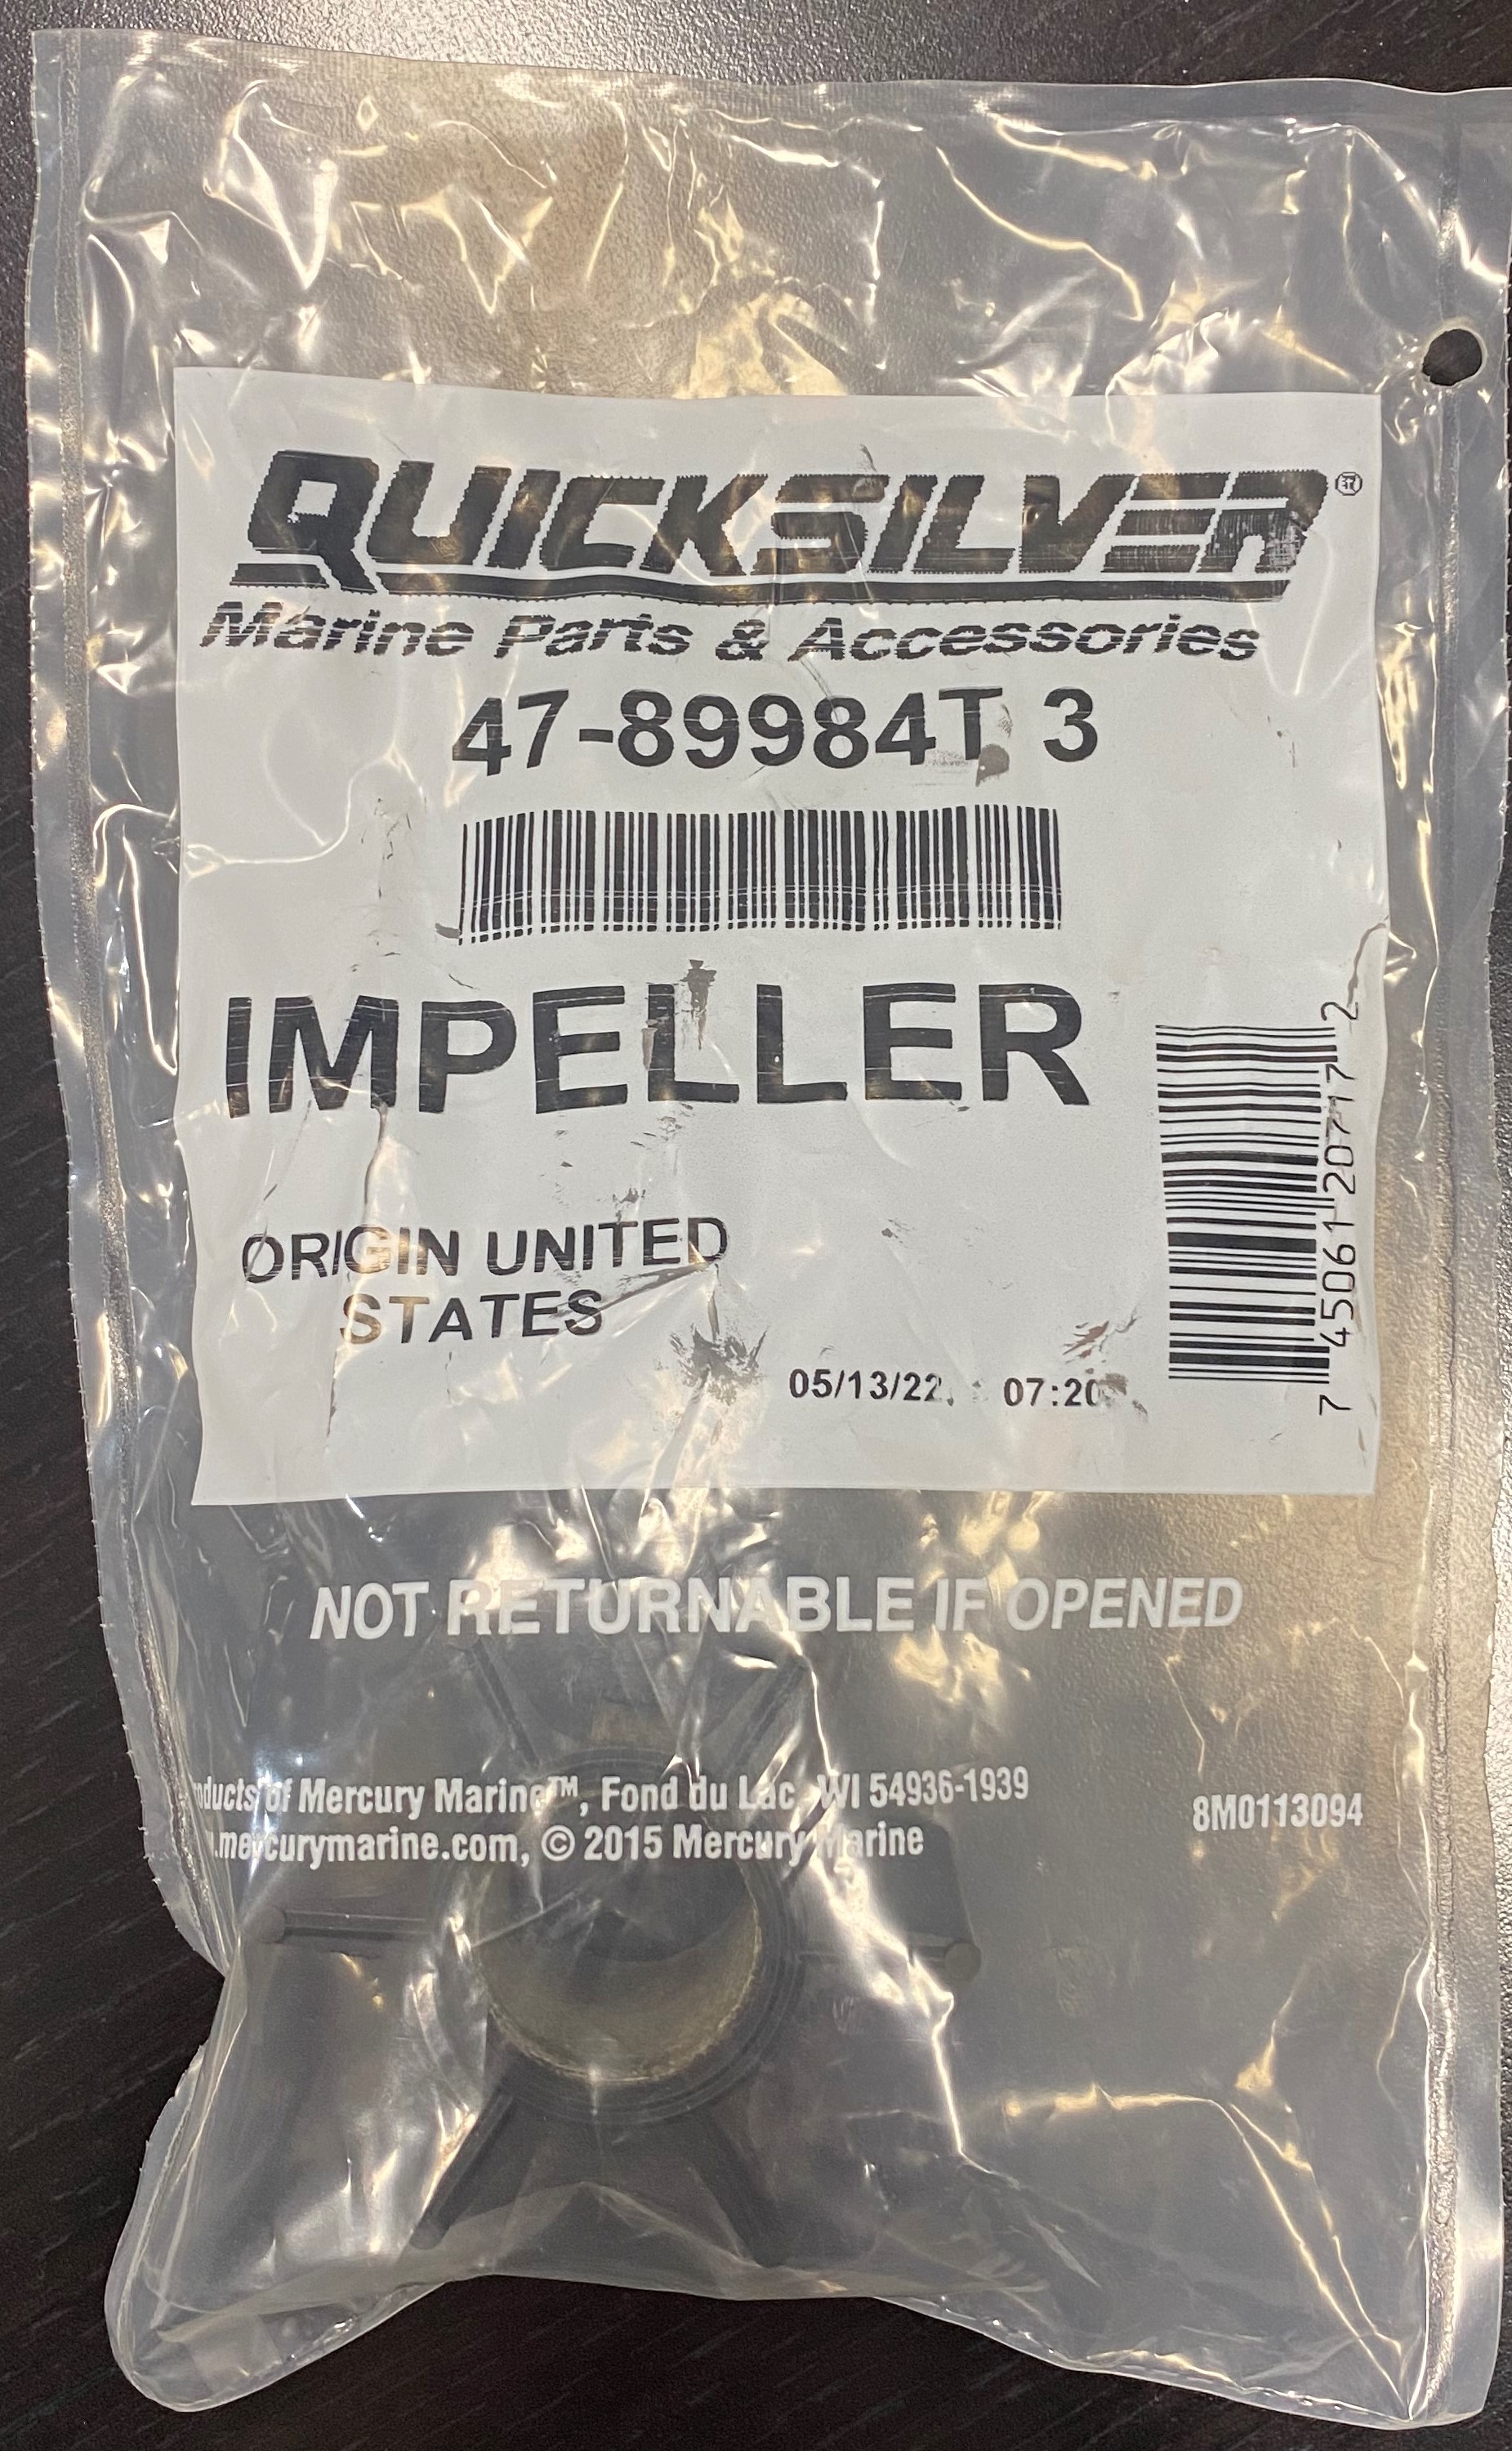 QUICKSILVER®
Marine Parts & Accessories
47-89984T 3
IMPELLER
ORIGIN UNITED
STATES
05/13/22, 07:20
7 45061 20717 2
NOT RETURNABLE IF OPENED
of Mercury Marine™, Fond du Lac, WI 54936-1939
.mercurymarine.com, © 2015 Mercury Marine
8M0113094